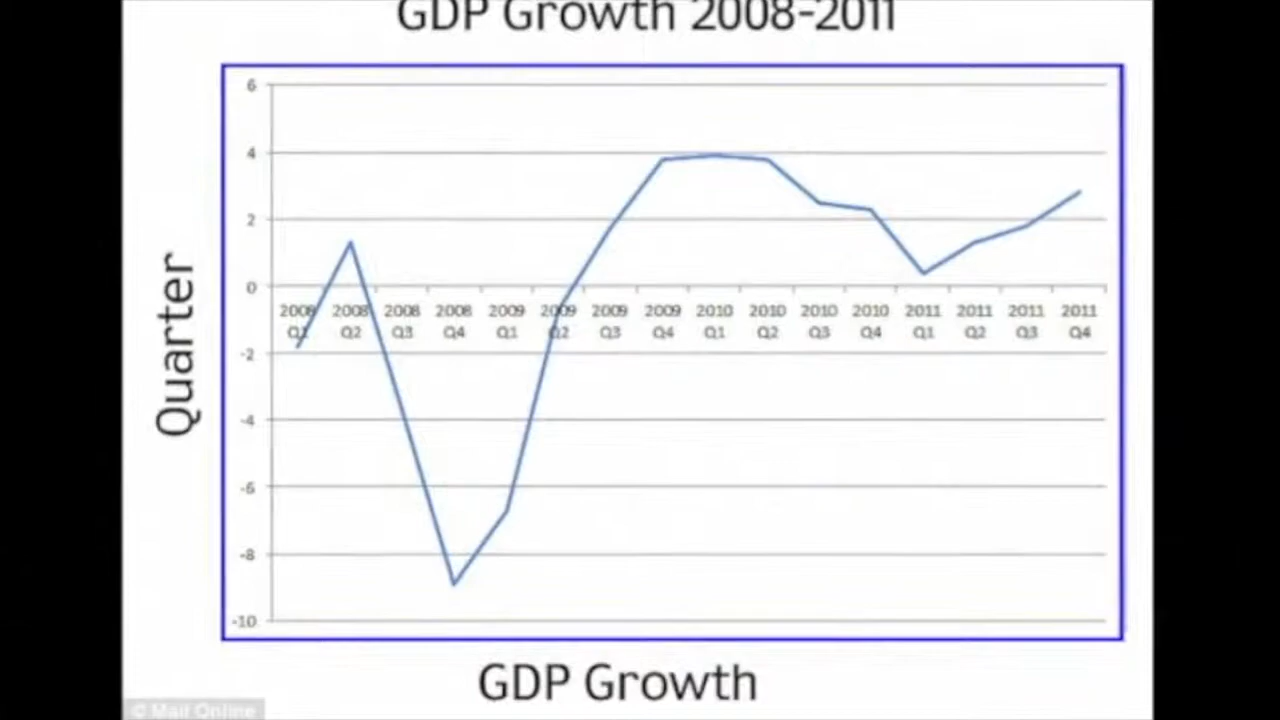 GDP Growth 2008-2011
6
4
2
0
-2
-4
-6
-8
-10
2008 2008 2008 2008 2009 2009 2009 2009 2010 2010 2010 2010 2011 2011 2011 2011
Q1 Q2 Q3 Q4 Q1 Q2 Q3 Q4 Q1 Q2 Q3 Q4 Q1 Q2 Q3 Q4
Quarter
GDP Growth
© Mail Online